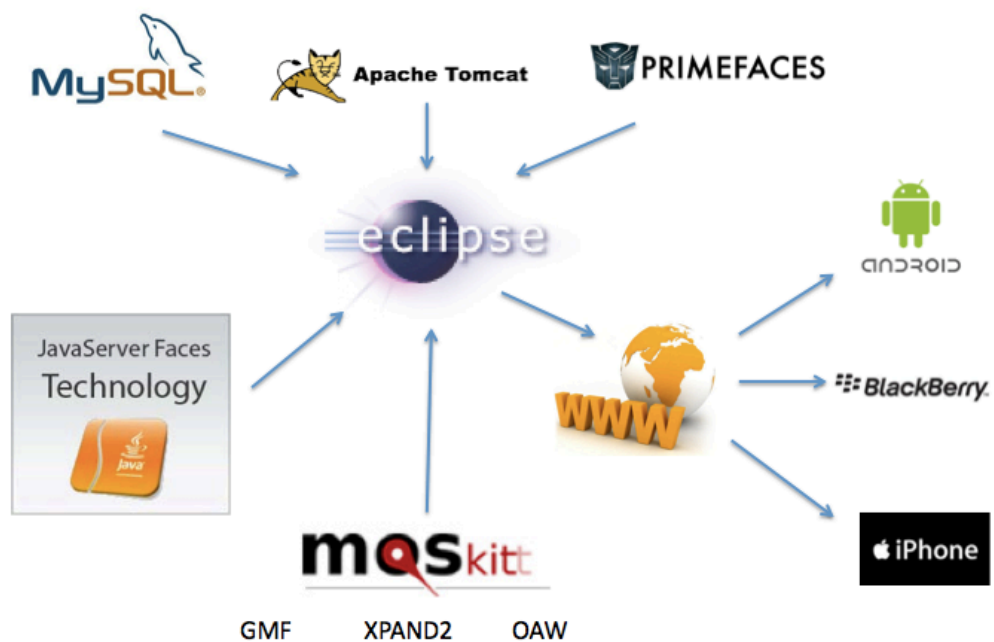 MySQL®
Apache Tomcat
PRIMEFACES
eclipse
ANDROID
JavaServer Faces
Technology
Java
WWW
BlackBerry.
MOSkitt
iPhone
GMF XPAND2 OAW